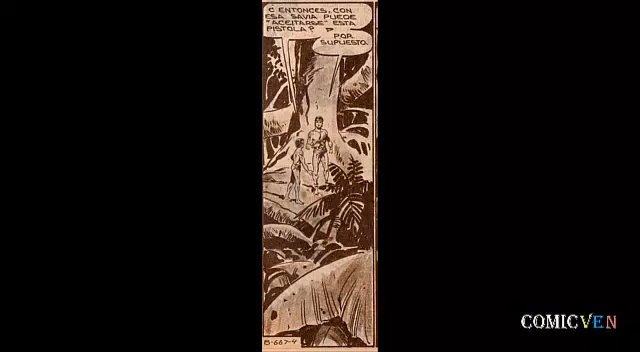 ¿ ENTONCES, CON
ESA SAVIA PUEDE
"ACEITARSE" ESTA
PISTOLA?
POR
SUPUESTO.
B-667-4
COMICVEN